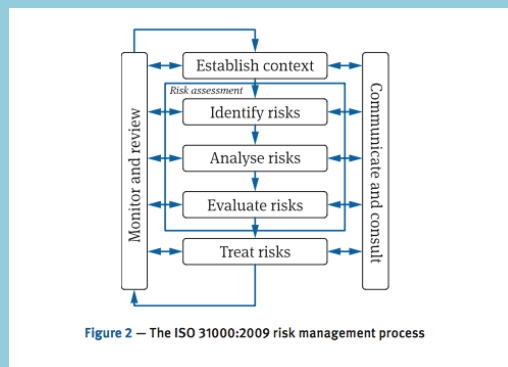 Establish context
Risk assessment
Identify risks
Analyse risks
Evaluate risks
Treat risks
Monitor and review
Communicate and consult
Figure 2 — The ISO 31000:2009 risk management process